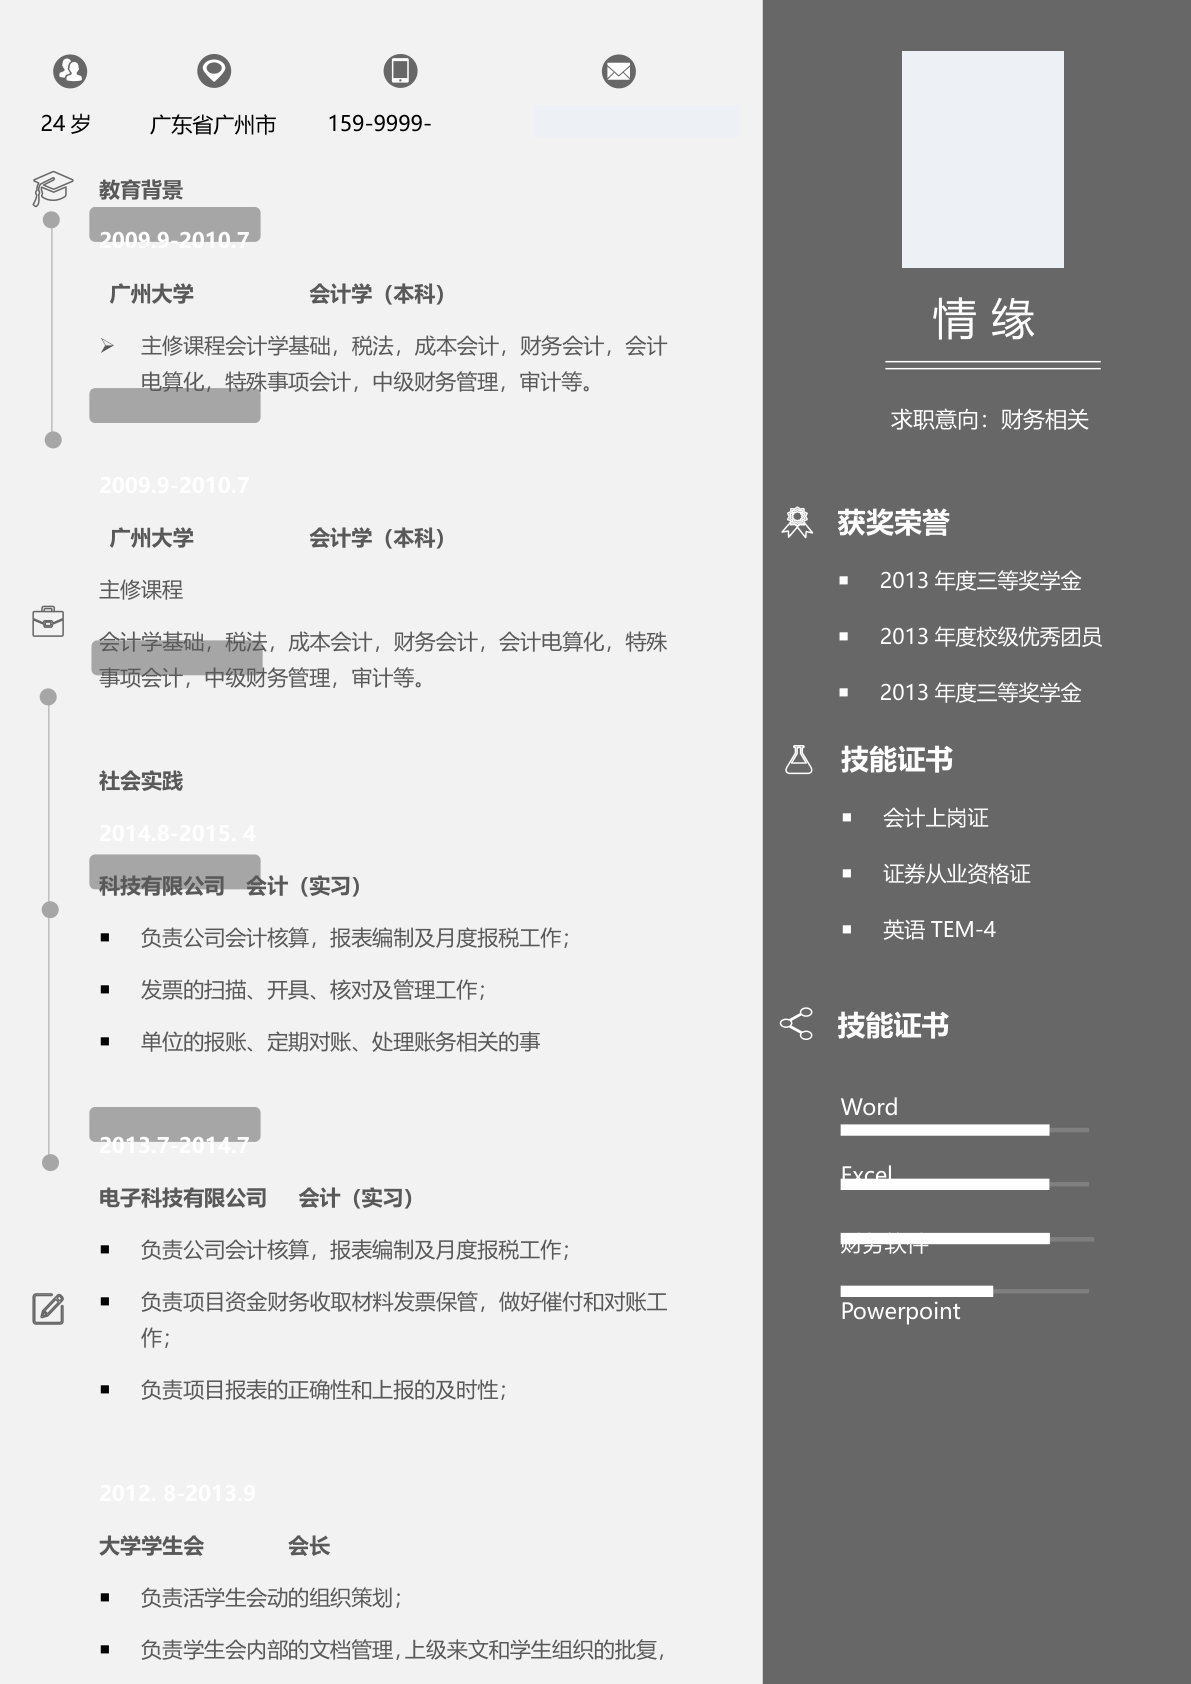 24 岁
广东省广州市
159-9999-
教育背景
2009.9-2010.7
广州大学 会计学（本科）
主修课程会计学基础，税法，成本会计，财务会计，会计
电算化，特殊事项会计，中级财务管理，审计等。
2009.9-2010.7
广州大学 会计学（本科）
主修课程
会计学基础，税法，成本会计，财务会计，会计电算化，特殊
事项会计，中级财务管理，审计等。
社会实践
2014.8-2015. 4
科技有限公司 会计（实习）
负责公司会计核算，报表编制及月度报税工作；
发票的扫描、开具、核对及管理工作；
单位的报账、定期对账、处理账务相关的事
2013.7-2014.7
电子科技有限公司 会计（实习）
负责公司会计核算，报表编制及月度报税工作；
负责项目资金财务收取材料发票保管，做好催付和对账工
作；
负责项目报表的正确性和上报的及时性；
2012. 8-2013.9
大学学生会 会长
负责活学生会动的组织策划；
负责学生会内部的文档管理，上级来文和学生组织的批复，
情 缘
求职意向：财务相关
获奖荣誉
2013 年度三等奖学金
2013 年度校级优秀团员
2013 年度三等奖学金
技能证书
会计上岗证
证券从业资格证
英语 TEM-4
技能证书
Word
Excel
财务软件
Powerpoint